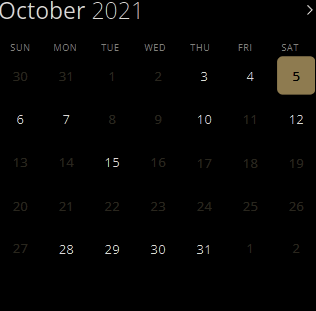 October 2021
SUN MON TUE WED THU FRI SAT
30 31 1 2 3 4 5
6 7 8 9 10 11 12
13 14 15 16 17 18 19
20 21 22 23 24 25 26
27 28 29 30 31 1 2